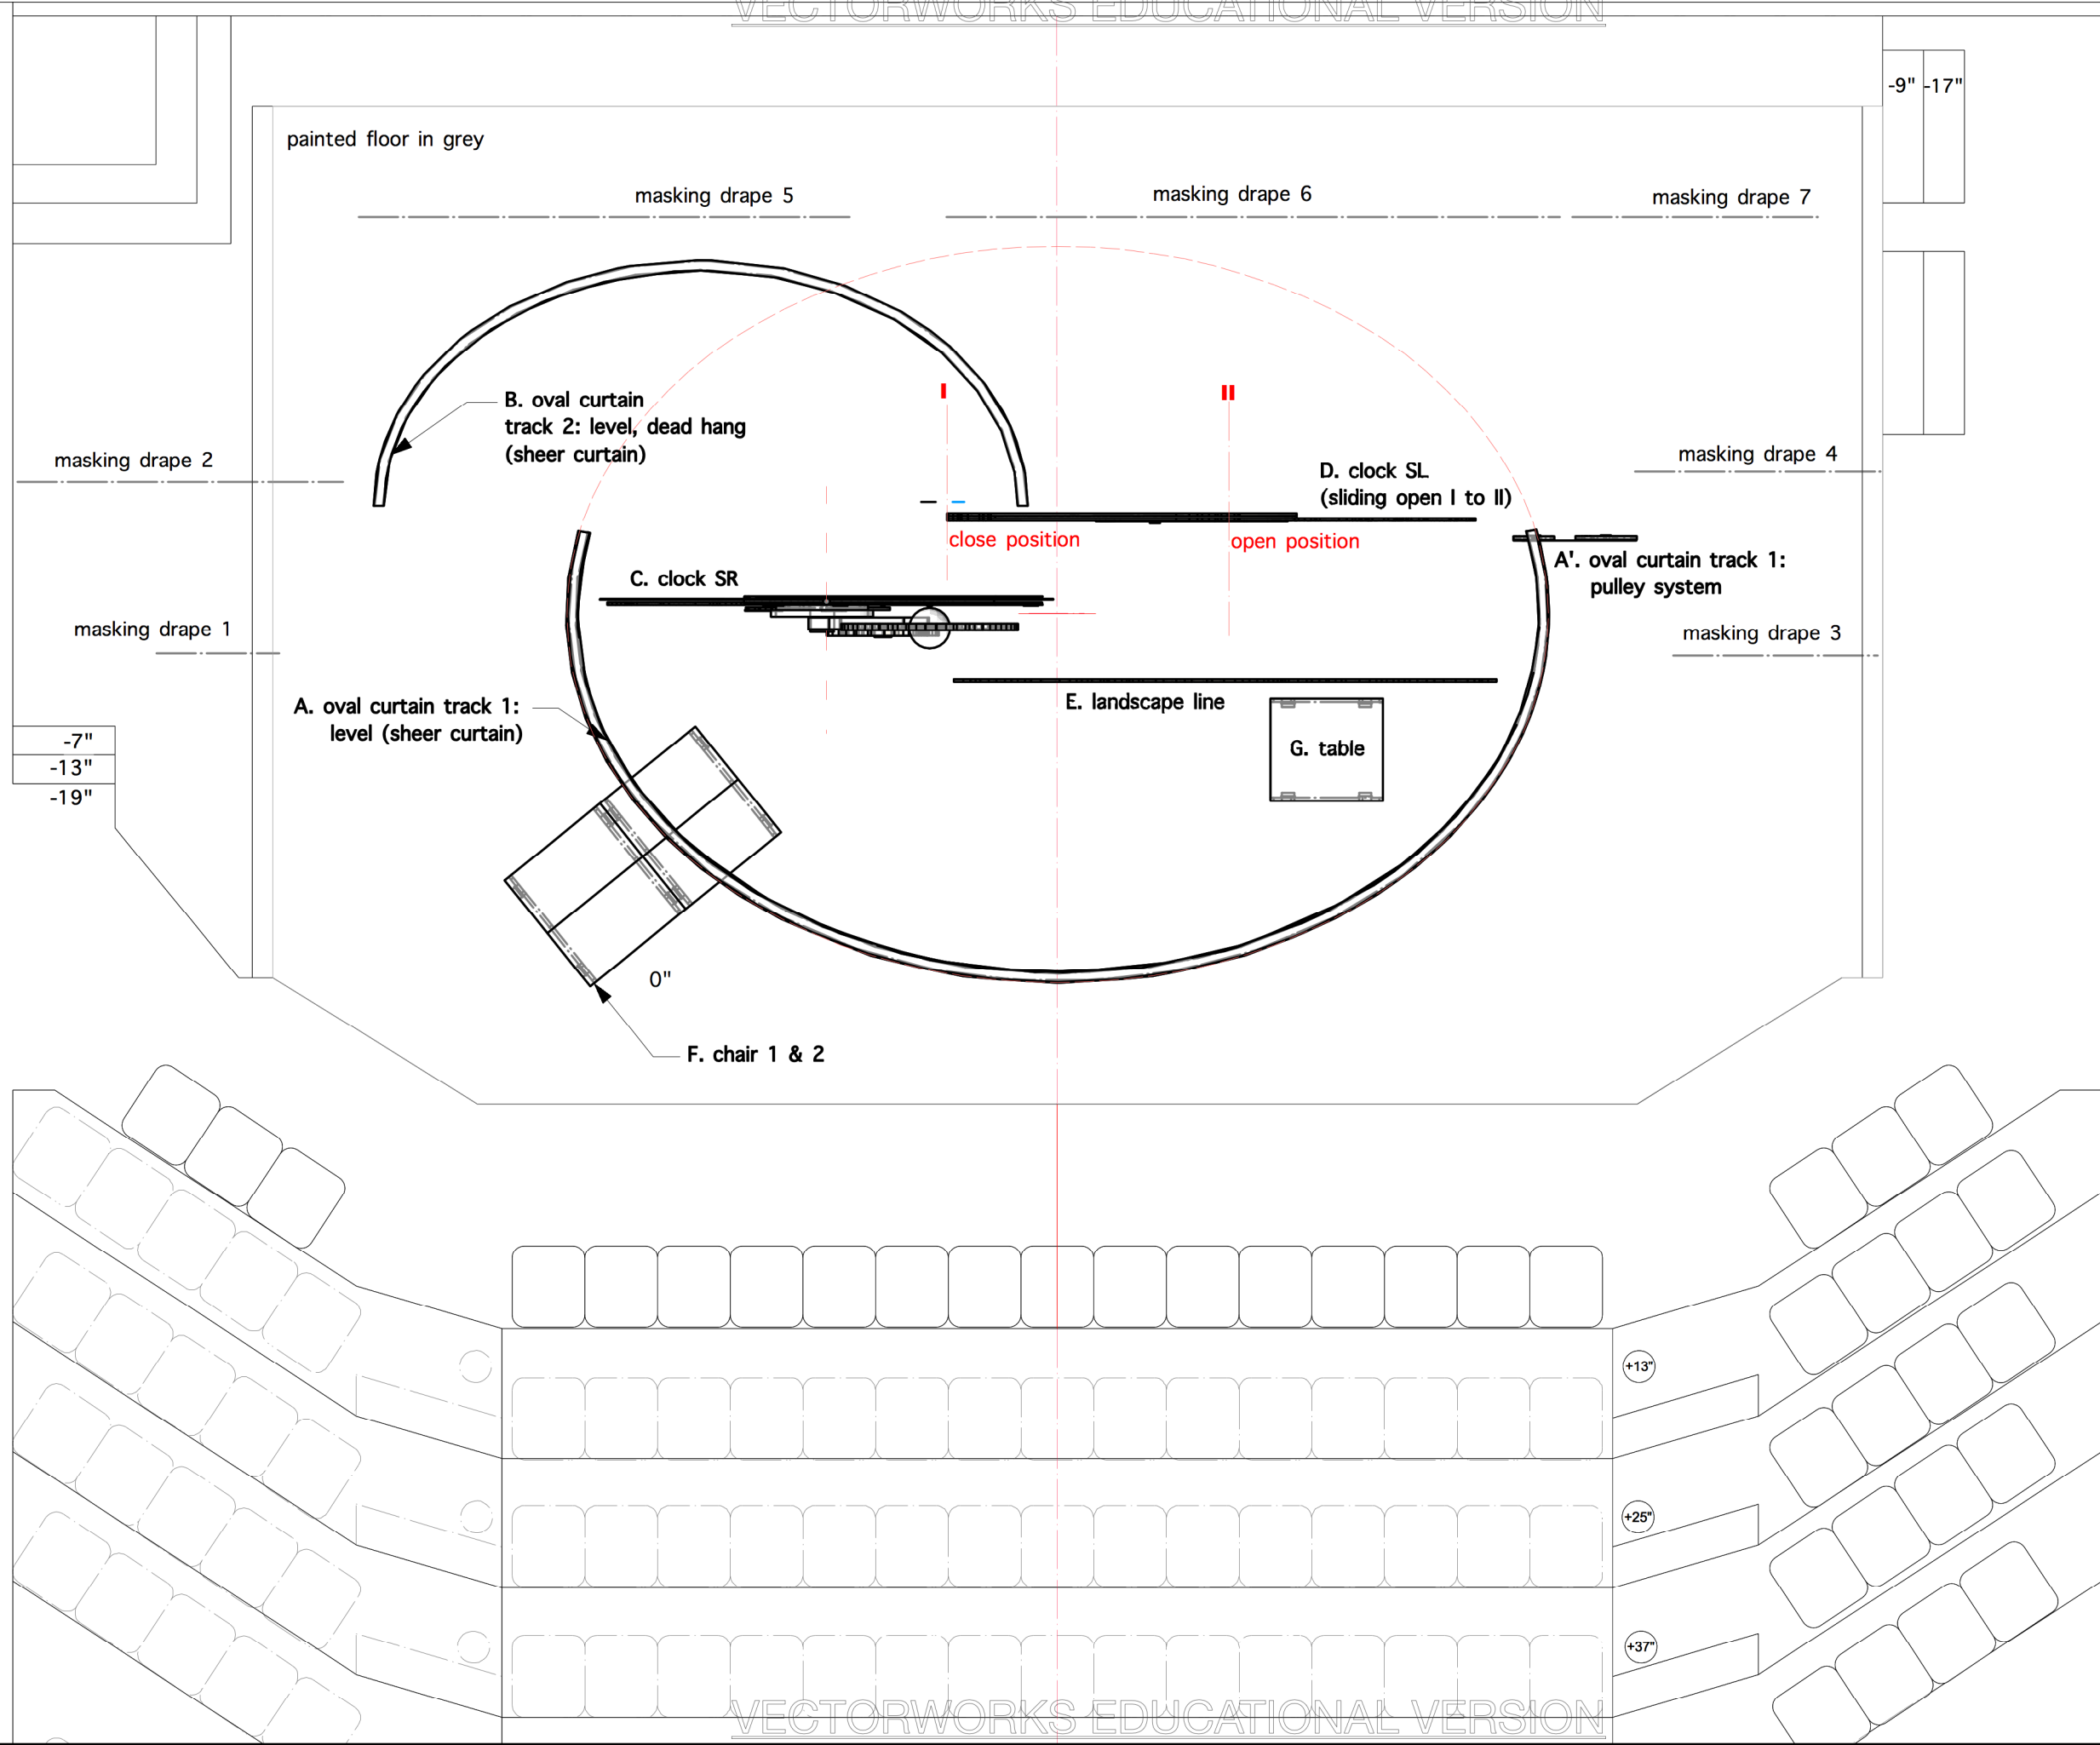 VECTORWORKS EDUCATIONAL VERSION
-9" -17"
painted floor in grey
masking drape 5
masking drape 6
masking drape 7
I
II
B. oval curtain
track 2: level, dead hang
(sheer curtain)
masking drape 2
masking drape 4
D. clock SL
(sliding open I to II)
close position
open position
A'. oval curtain track 1:
pulley system
C. clock SR
masking drape 1
masking drape 3
A. oval curtain track 1:
level (sheer curtain)
E. landscape line
G. table
-7"
-13"
-19"
0"
F. chair 1 & 2
+13"
+25"
+37"
VECTORWORKS EDUCATIONAL VERSION